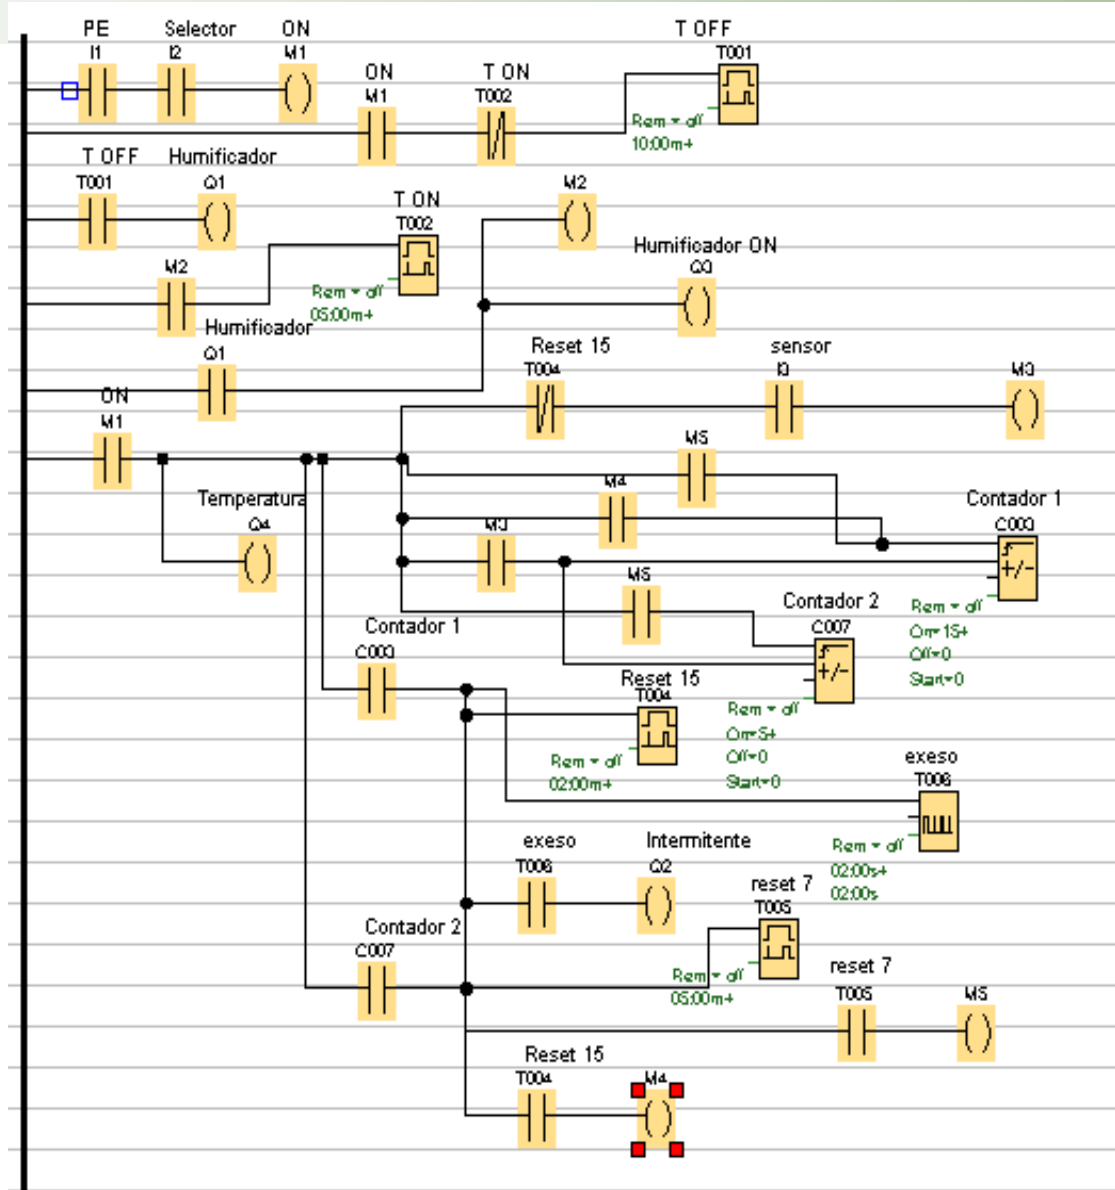 PE Selector ON T OFF
I1 I2 M1 T001
ON T ON
M1 T002
Rem = off
10:00m+
T OFF Humificador
T001 Q1 M2
T ON
T002
Humificador ON
M2 Q3
Rem = off
05:00m+
Humificador
Q1
Reset 15 sensor
T004 I3 M3
ON
M1
M5
M4
Temperatura Contador 1
Q4 M3 C003
M5
Contador 2
Rem = off
C007
On=15+
Contador 1
Off=0
C003
Start=0
Reset 15
T004
Rem = off
On=5+
Rem = off
Off=0
exeso
02:00m+
Start=0
T006
exeso Intermitente
Rem = off
T006 Q2
02:00s+
02:00s
reset 7
T005
Contador 2
C007
Rem = off
reset 7
05:00m+
T005 M5
Reset 15
T004 M4